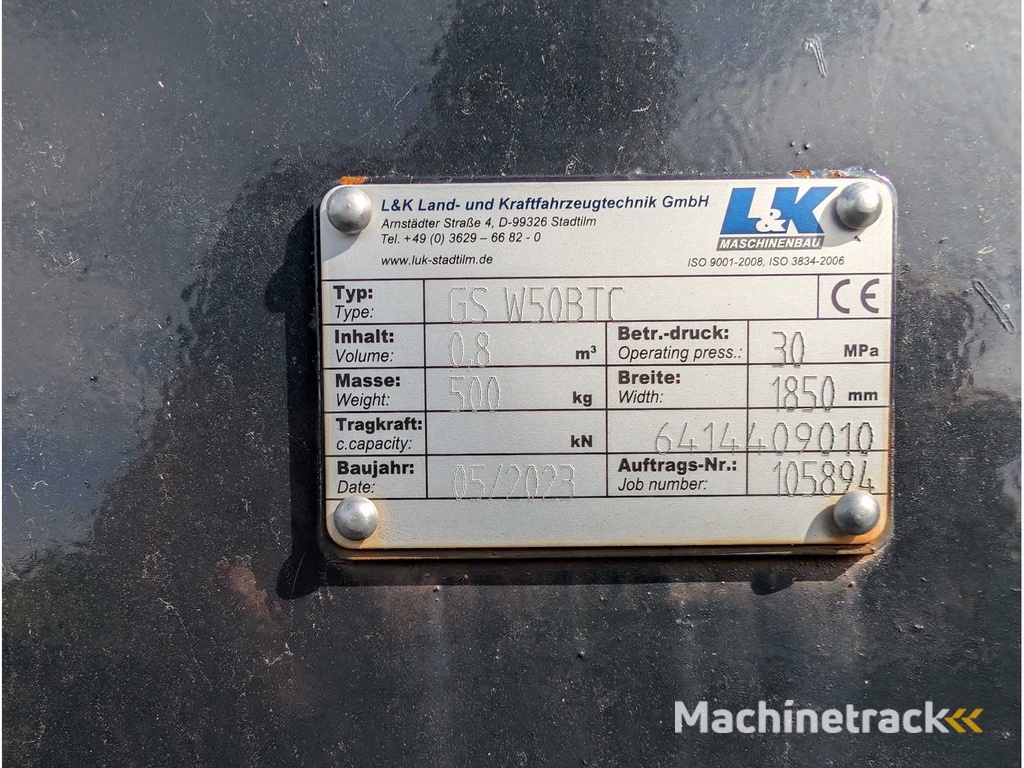 L&K Land- und Kraftfahrzeugtechnik GmbH
Arnstädter Straße 4, D-99326 Stadtilm
Tel. +49 (0) 3629 – 66 82 - 0
www.luk-stadtilm.de
L&K
MASCHINENBAU
ISO 9001-2008, ISO 3834-2006
Typ: GS W50BTC CE
Type:
Inhalt: 0,8 m³ Betr.-druck: 30 MPa
Volume: Operating press.:
Masse: 500 kg Breite: 1850 mm
Weight: Width:
Tragkraft: kN 6414409010
c.capacity:
Baujahr: 05/2023 Auftrags-Nr.: 105894
Date: Job number:
Machinetrack